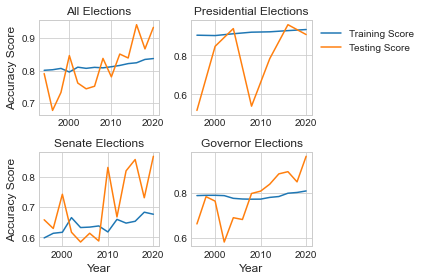 All Elections
Presidential Elections
Training Score
Testing Score
Accuracy Score
0.9
0.8
0.7
2000
2010
2020
0.8
0.6
2000
2010
2020
Senate Elections
Governor Elections
Accuracy Score
0.8
0.7
0.6
2000
2010
2020
Year
0.8
0.6
2000
2010
2020
Year